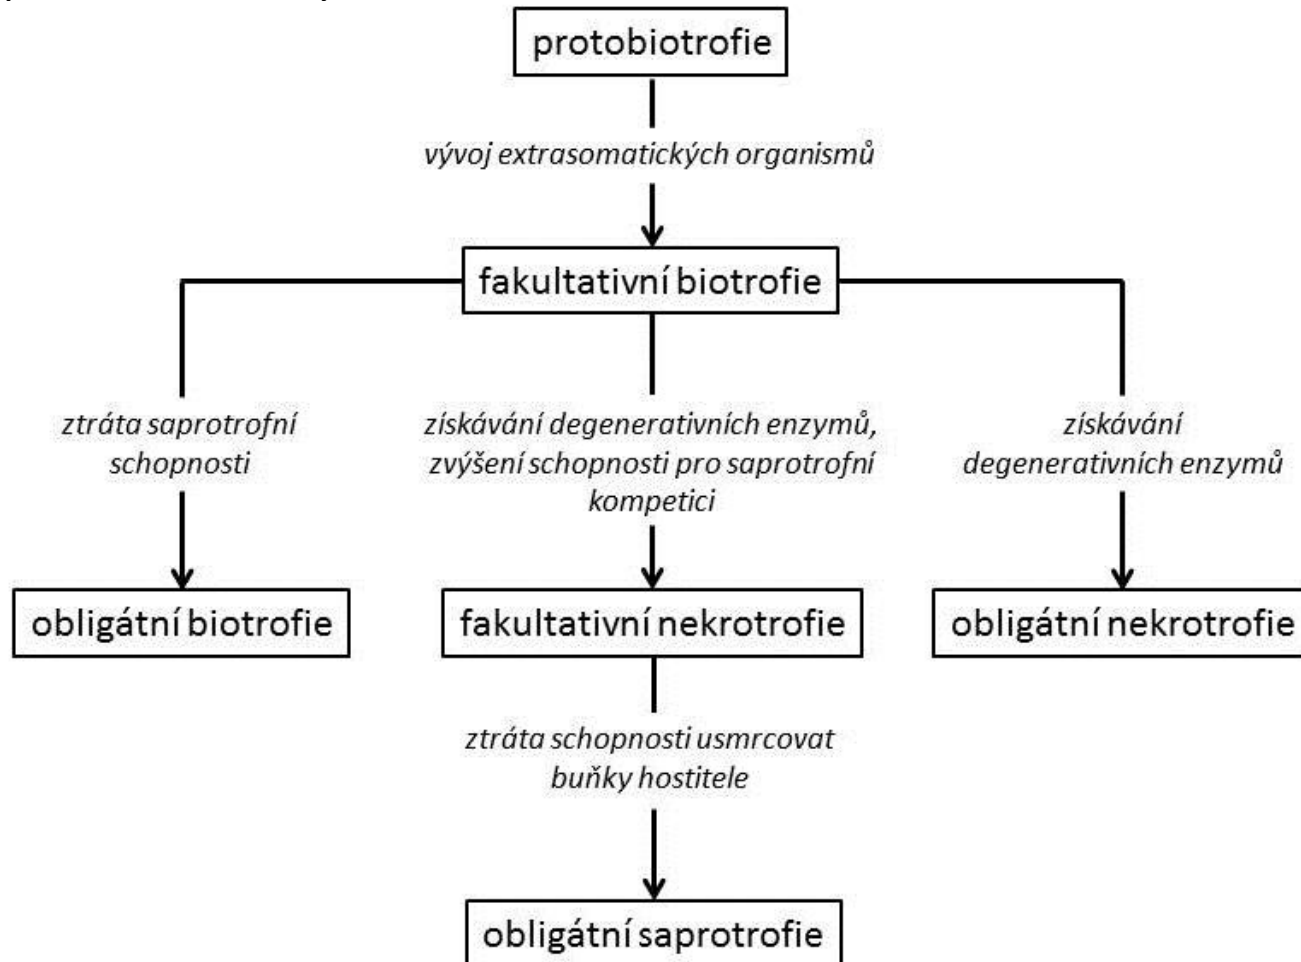 protobiotrofie
vývoj extrasomatických organismů
fakultativní biotrofie
ztráta saprotrofní
schopnosti
získávání degenerativních enzymů,
zvýšení schopnosti pro saprotrofní
kompetici
získávání
degenerativních enzymů
obligátní biotrofie
fakultativní nekrotrofie
obligátní nekrotrofie
ztráta schopnosti usmrcovat
buňky hostitele
obligátní saprotrofie